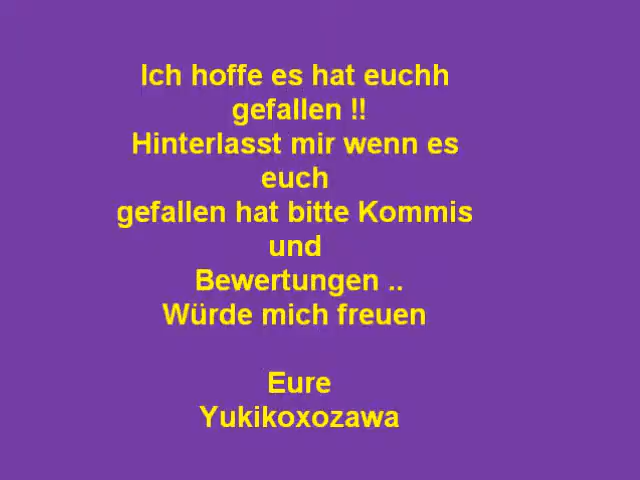 Ich hoffe es hat euchh
gefallen !!
Hinterlasst mir wenn es
euch
gefallen hat bitte Kommis
und
Bewertungen ..
Würde mich freuen
Eure
Yukikoxozawa